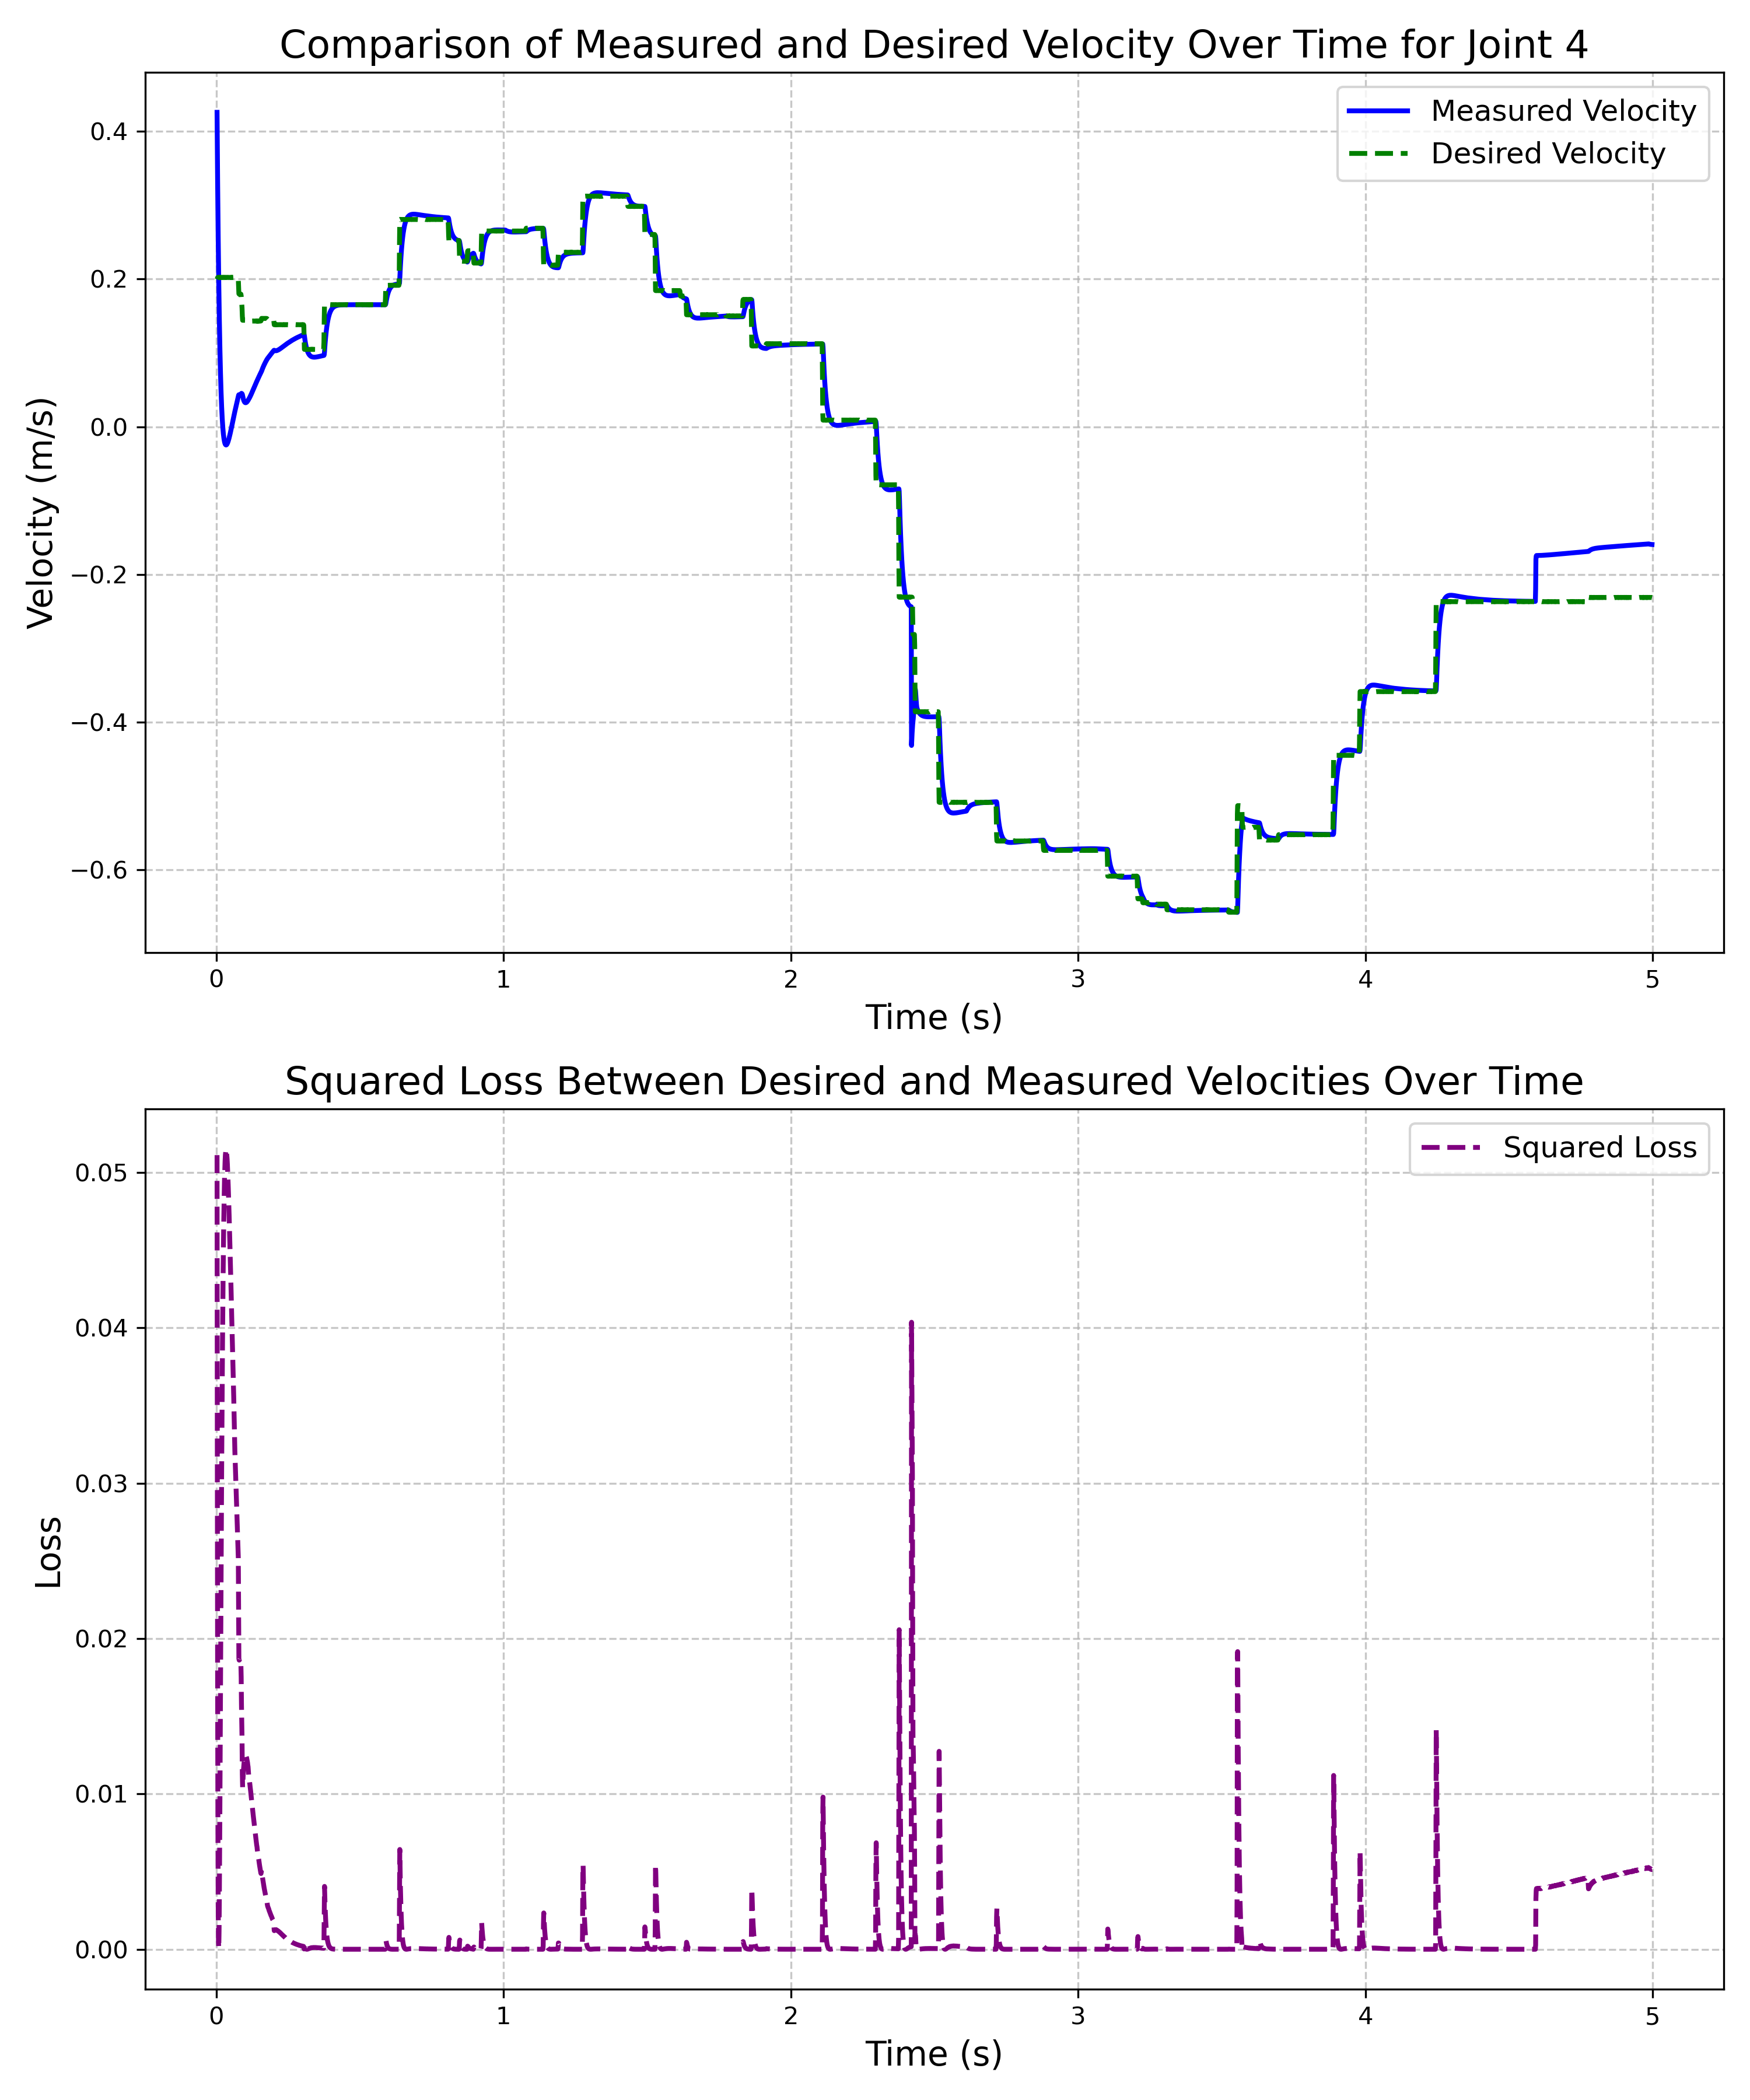 Comparison of Measured and Desired Velocity Over Time for Joint 4
Measured Velocity
Desired Velocity
0.4
0.2
0.0
−0.2
−0.4
−0.6
Velocity (m/s)
0 1 2 3 4 5
Time (s)
Squared Loss Between Desired and Measured Velocities Over Time
Squared Loss
0.05
0.04
0.03
0.02
0.01
0.00
Loss
0 1 2 3 4 5
Time (s)